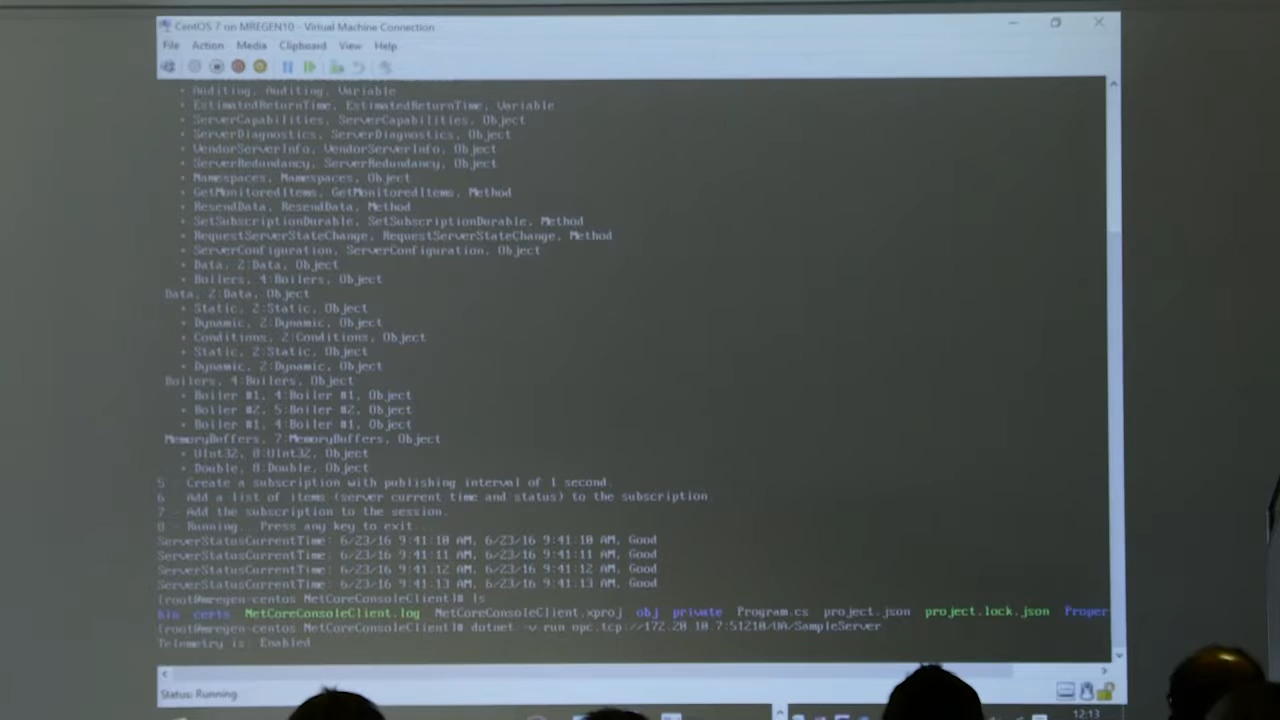 CentOS 7 on MREGEN10 - Virtual Machine Connection
File Action Media Clipboard View Help
• Auditing, Auditing, Variable
• EstimatedReturnTime, EstimatedReturnTime, Variable
• ServerCapabilities, ServerCapabilities, Object
• ServerDiagnostics, ServerDiagnostics, Object
• VendorServerInfo, VendorServerInfo, Object
• ServerRedundancy, ServerRedundancy, Object
• Namespaces, Namespaces, Object
• GetMonitoredItems, GetMonitoredItems, Method
• ResendData, ResendData, Method
• SetSubscriptionDurable, SetSubscriptionDurable, Method
• RequestServerStateChange, RequestServerStateChange, Method
• ServerConfiguration, ServerConfiguration, Object
• Data, 2:Data, Object
• Boilers, 4:Boilers, Object
Data, 2:Data, Object
• Static, 2:Static, Object
• Dynamic, 2:Dynamic, Object
• Conditions, 2:Conditions, Object
• Static, 2:Static, Object
• Dynamic, 2:Dynamic, Object
Boilers, 4:Boilers, Object
• Boiler #1, 4:Boiler #1, Object
• Boiler #2, 5:Boiler #2, Object
• Boiler #1, 4:Boiler #1, Object
MemoryBuffers, 7:MemoryBuffers, Object
• UInt32, 8:UInt32, Object
• Double, 8:Double, Object
5 - Create a subscription with publishing interval of 1 second.
6 - Add a list of items (server current time and status) to the subscription.
7 - Add the subscription to the session.
8 - Running...Press any key to exit...
ServerStatusCurrentTime: 6/23/16 9:41:10 AM, 6/23/16 9:41:10 AM, Good
ServerStatusCurrentTime: 6/23/16 9:41:11 AM, 6/23/16 9:41:11 AM, Good
ServerStatusCurrentTime: 6/23/16 9:41:12 AM, 6/23/16 9:41:12 AM, Good
ServerStatusCurrentTime: 6/23/16 9:41:13 AM, 6/23/16 9:41:13 AM, Good
[root@mregen-centos NetCoreConsoleClient]# ls
bin certs NetCoreConsoleClient.log NetCoreConsoleClient.xproj obj private Program.cs project.json project.lock.json Proper
[root@mregen-centos NetCoreConsoleClient]# dotnet -v run opc.tcp://172.20.10.7:51210/UA/SampleServer
Telemetry is: Enabled
Status: Running
12:13